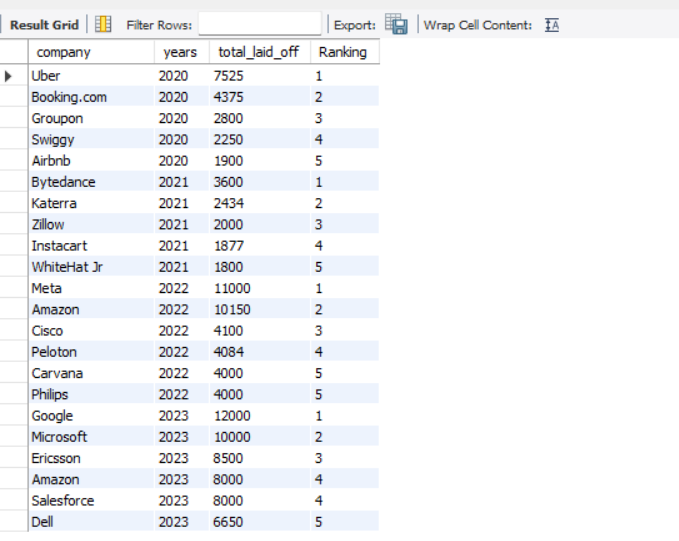 Result Grid Filter Rows: Export: Wrap Cell Content: IA
company years total_laid_off Ranking
Uber 2020 7525 1
Booking.com 2020 4375 2
Groupon 2020 2800 3
Swiggy 2020 2250 4
Airbnb 2020 1900 5
Bytedance 2021 3600 1
Katerra 2021 2434 2
Zillow 2021 2000 3
Instacart 2021 1877 4
WhiteHat Jr 2021 1800 5
Meta 2022 11000 1
Amazon 2022 10150 2
Cisco 2022 4100 3
Peloton 2022 4084 4
Carvana 2022 4000 5
Philips 2022 4000 5
Google 2023 12000 1
Microsoft 2023 10000 2
Ericsson 2023 8500 3
Amazon 2023 8000 4
Salesforce 2023 8000 4
Dell 2023 6650 5